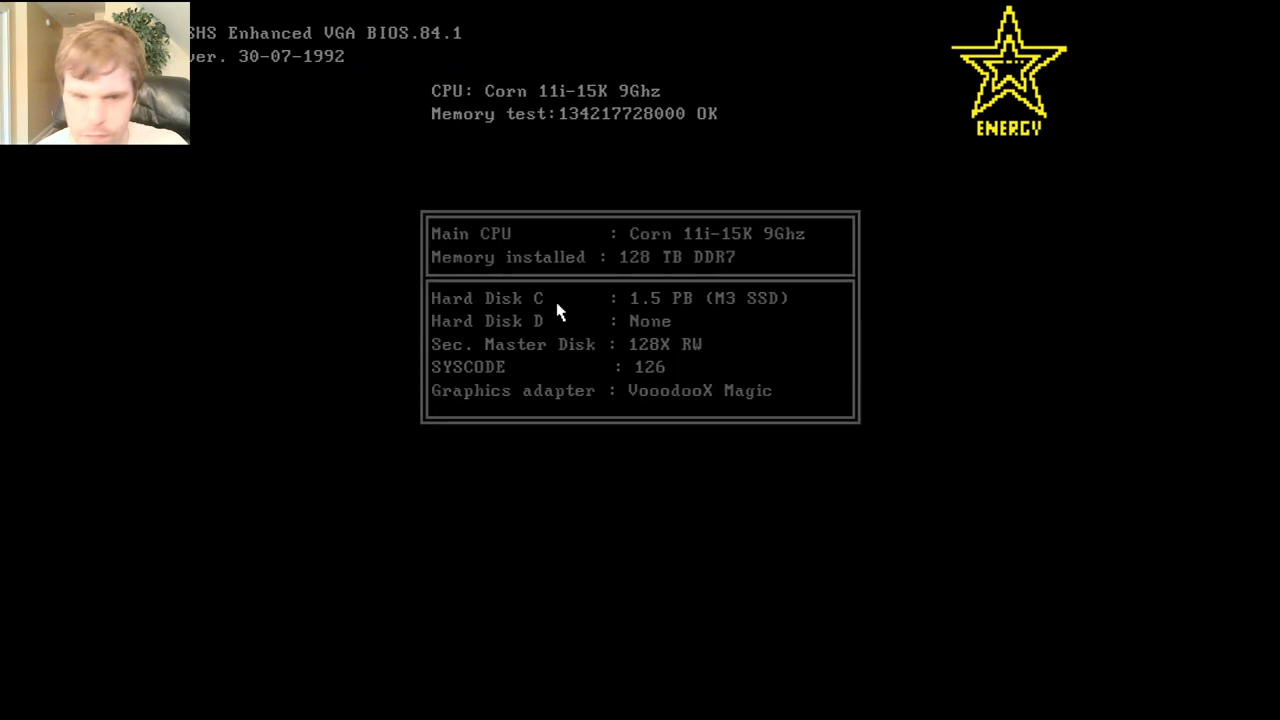 SHS Enhanced VGA BIOS.84.1
ver. 30-07-1992
CPU: Corn 11i-15K 9Ghz
Memory test:134217728000 OK
ENERGY
Main CPU : Corn 11i-15K 9Ghz
Memory installed : 128 TB DDR7
Hard Disk C : 1.5 PB (M3 SSD)
Hard Disk D : None
Sec. Master Disk : 128X RW
SYSCODE : 126
Graphics adapter : VooodooX Magic